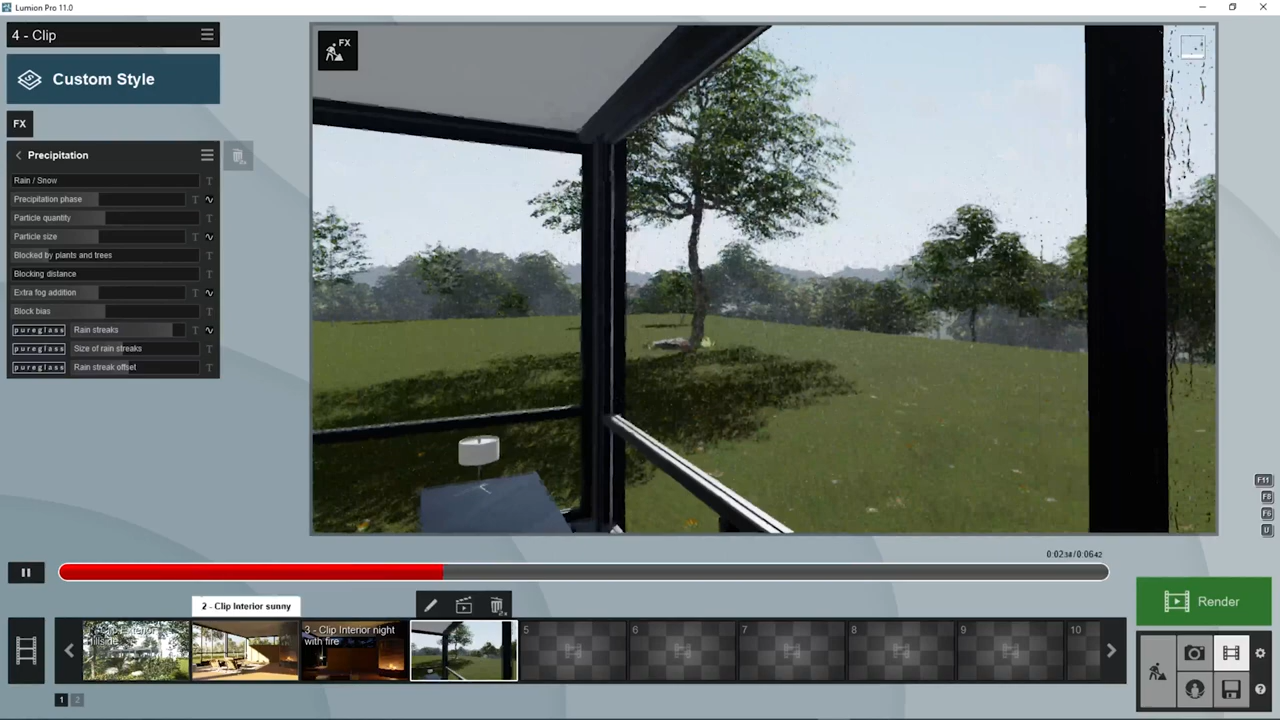 Lumion Pro 11.0
4 - Clip
FX
Custom Style
FX
Precipitation
Rain / Snow
T
Precipitation phase
T
Particle quantity
T
Particle size
T
Blocked by plants and trees
T
Blocking distance
T
Extra fog addition
T
Block bias
T
pureglass Rain streaks
T
pureglass Size of rain streaks
T
pureglass Rain streak offset
T
F11
F8
F6
U
0:02:34/0:06:42
2 - Clip Interior sunny
Render
3 - Clip Interior night
with fire
5
6
7
8
9
10
1
2